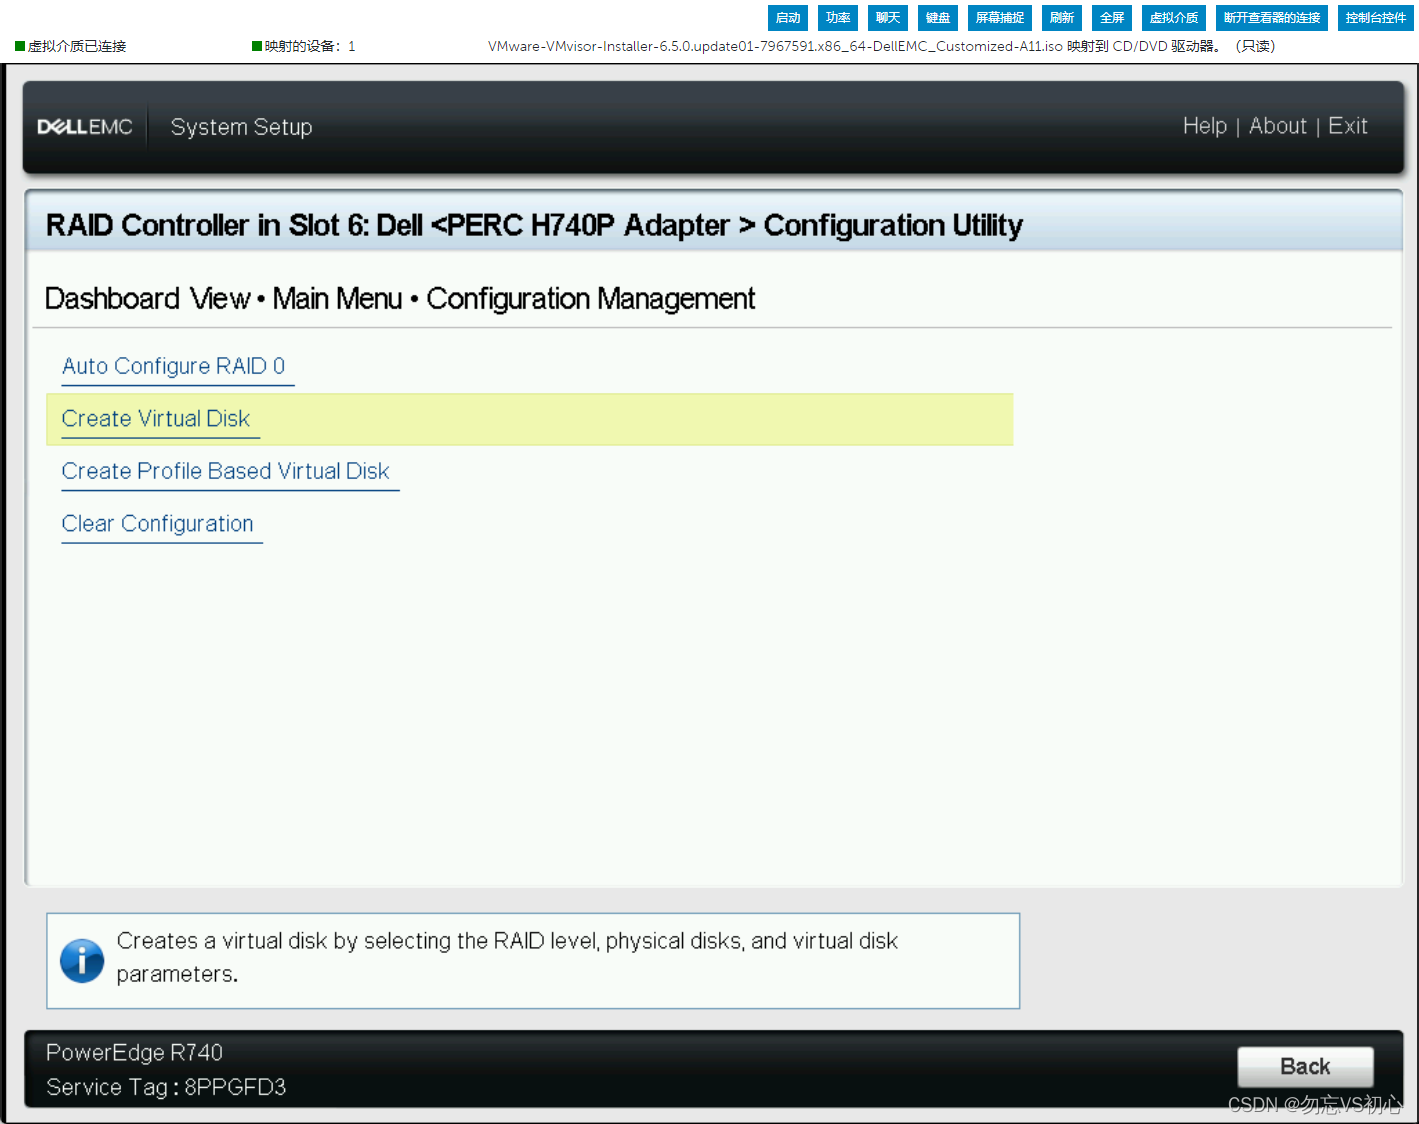 启动 功率 聊天 键盘 屏幕捕捉 刷新 全屏 虚拟介质 断开查看器的连接 控制台控件
虚拟介质已连接 映射的设备：1 VMware-VMvisor-Installer-6.5.0.update01-7967591.x86_64-DellEMC_Customized-A11.iso 映射到 CD/DVD 驱动器。（只读）
DELLEMC System Setup Help | About | Exit
RAID Controller in Slot 6: Dell <PERC H740P Adapter > Configuration Utility
Dashboard View • Main Menu • Configuration Management
Auto Configure RAID 0
Create Virtual Disk
Create Profile Based Virtual Disk
Clear Configuration
Creates a virtual disk by selecting the RAID level, physical disks, and virtual disk
parameters.
PowerEdge R740
Service Tag : 8PPGFD3
Back
CSDN @勿忘VS初心